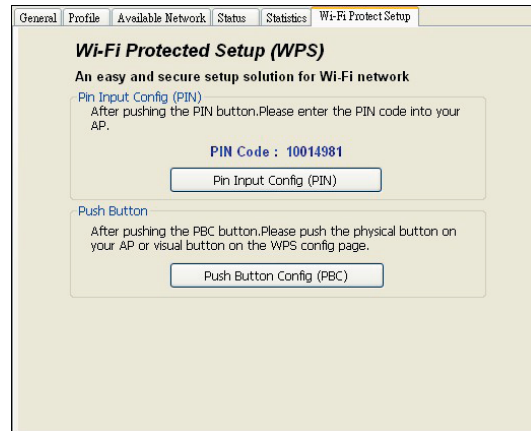 General Profile Available Network Status Statistics Wi-Fi Protect Setup
Wi-Fi Protected Setup (WPS)
An easy and secure setup solution for Wi-Fi network
Pin Input Config (PIN)
After pushing the PIN button.Please enter the PIN code into your
AP.
PIN Code : 10014981
Pin Input Config (PIN)
Push Button
After pushing the PBC button.Please push the physical button on
your AP or visual button on the WPS config page.
Push Button Config (PBC)